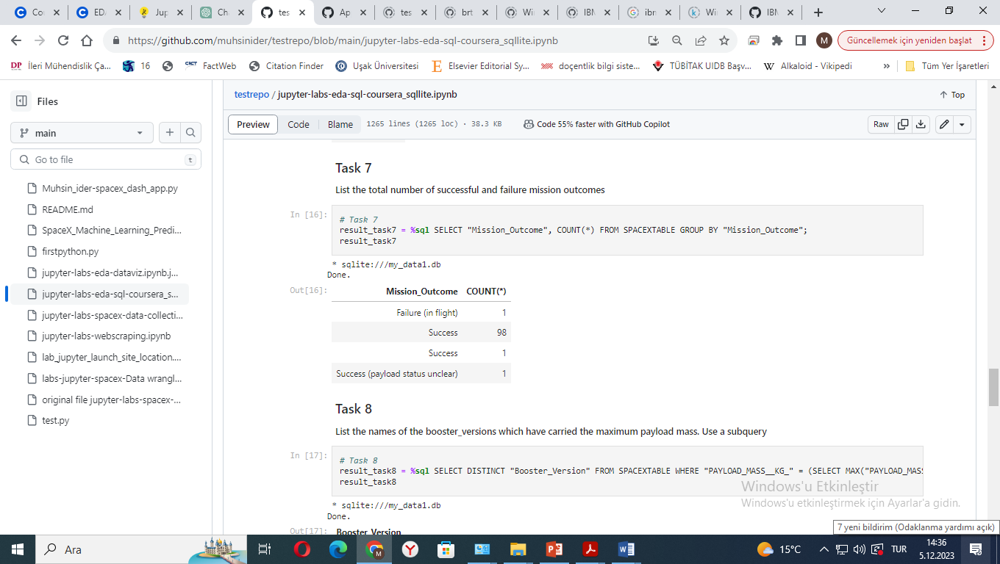 Cou
EDA
Jup
Cha
tes
Ap
tes
brt
Wi
IBN
ibn
Wi
IBN
https://github.com/muhsinider/testrepo/blob/main/jupyter-labs-eda-sql-coursera_sqllite.ipynb
M
Güncellemek için yeniden başlat
DP İleri Mühendislik Ça...
16
CACT FactWeb
Citation Finder
Uşak Üniversitesi
E Elsevier Editorial Sy...
doçentlik bilgi siste...
TÜBİTAK UIDB Başv...
W Alkaloid - Vikipedi
»
Tüm Yer İşaretleri
Files
main
Go to file
t
Muhsin_ider-spacex_dash_app.py
README.md
SpaceX_Machine_Learning_Predi...
firstpython.py
jupyter-labs-eda-dataviz.ipynb.j...
jupyter-labs-eda-sql-coursera_s...
jupyter-labs-spacex-data-collecti...
jupyter-labs-webscraping.ipynb
lab_jupyter_launch_site_location....
labs-jupyter-spacex-Data wrangl...
original file jupyter-labs-spacex-...
test.py
testrepo / jupyter-labs-eda-sql-coursera_sqllite.ipynb
Top
Preview Code Blame 1265 lines (1265 loc) · 38.3 KB Code 55% faster with GitHub Copilot
Raw
Task 7
List the total number of successful and failure mission outcomes
In [16]:
# Task 7
result_task7 = %sql SELECT "Mission_Outcome", COUNT(*) FROM SPACEXTABLE GROUP BY "Mission_Outcome";
result_task7
* sqlite:///my_data1.db
Done.
Out[16]:
Mission_Outcome COUNT(*)
Failure (in flight) 1
Success 98
Success 1
Success (payload status unclear) 1
Task 8
List the names of the booster_versions which have carried the maximum payload mass. Use a subquery
In [17]:
# Task 8
result_task8 = %sql SELECT DISTINCT "Booster_Version" FROM SPACEXTABLE WHERE "PAYLOAD_MASS__KG_" = (SELECT MAX("PAYLOAD_MASS
result_task8
* sqlite:///my_data1.db
Done.
Out[17]:
Booster_Version
Windows'u Etkinleştir
Windows'u etkinleştirmek için Ayarlar'a gidin.
7 yeni bildirim (Odaklanma yardımı açık)
Ara
M
15°C
TUR
14:36
5.12.2023